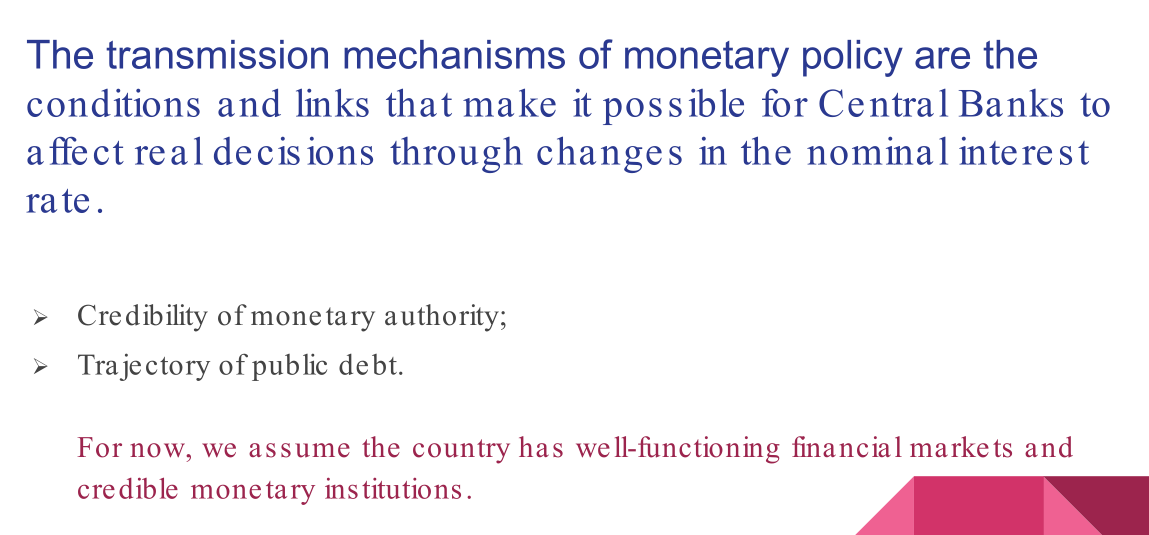 The transmission mechanisms of monetary policy are the
conditions and links that make it possible for Central Banks to
affect real decisions through changes in the nominal interest
rate.
➢ Credibility of monetary authority;
➢ Trajectory of public debt.
For now, we assume the country has well-functioning financial markets and
credible monetary institutions.